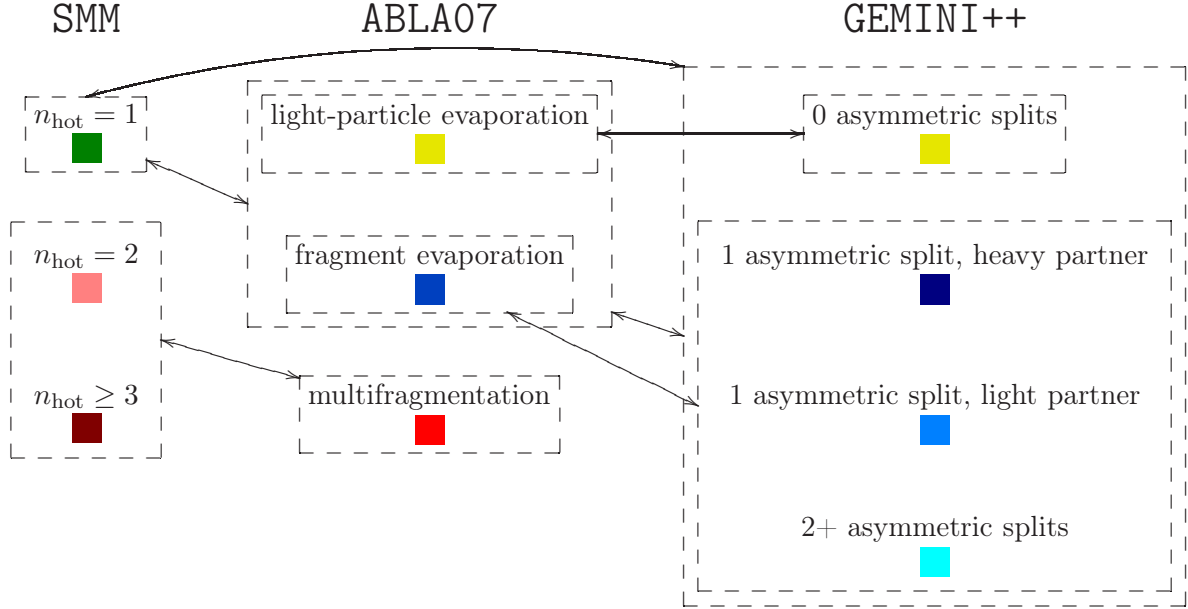 SMM ABLA07 GEMINI++
n_hot = 1 light-particle evaporation 0 asymmetric splits
n_hot = 2 fragment evaporation 1 asymmetric split, heavy partner
n_hot ≥ 3 multifragmentation 1 asymmetric split, light partner
2+ asymmetric splits